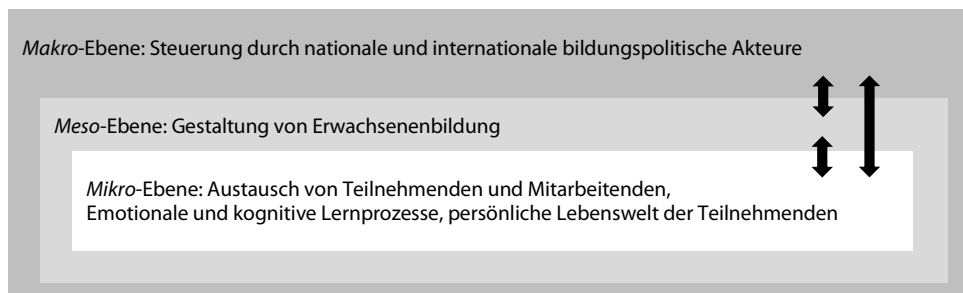 Makro-Ebene: Steuerung durch nationale und internationale bildungspolitische Akteure
Meso-Ebene: Gestaltung von Erwachsenenbildung
Mikro-Ebene: Austausch von Teilnehmenden und Mitarbeitenden,
Emotionale und kognitive Lernprozesse, persönliche Lebenswelt der Teilnehmenden